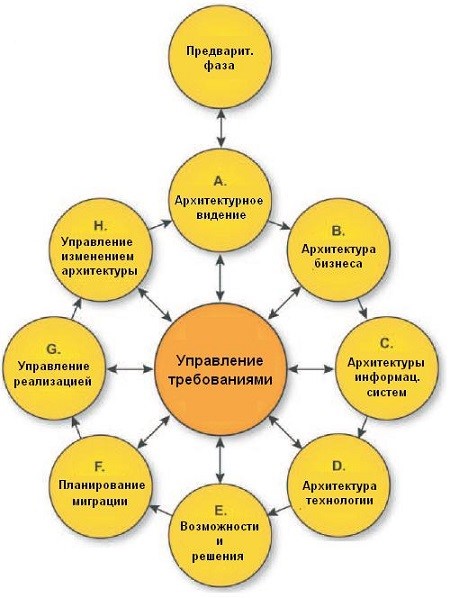 Предварит.
фаза
A.
Архитектурное
видение
B.
Архитектура
бизнеса
C.
Архитектуры
информац.
систем
D.
Архитектура
технологии
E.
Возможности
и
решения
F.
Планирование
миграции
G.
Управление
реализацией
H.
Управление
изменением
архитектуры
Управление
требованиями